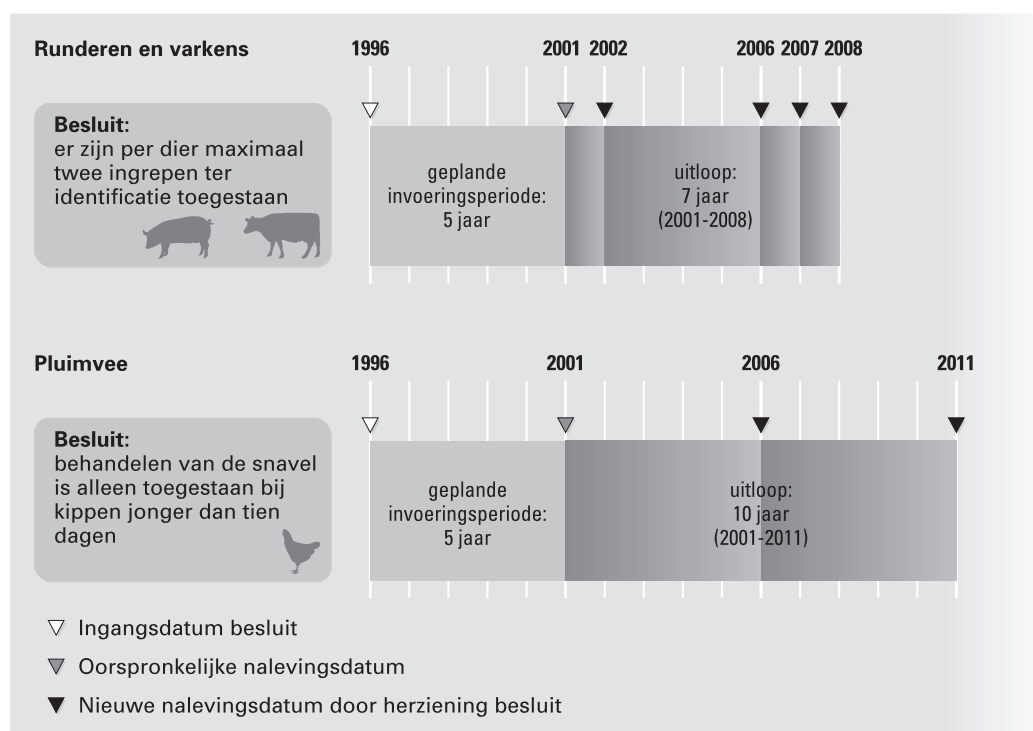 Runderen en varkens
1996 2001 2002 2006 2007 2008
Besluit:
er zijn per dier maximaal
twee ingrepen ter
identificatie toegestaan
geplande
invoeringsperiode:
5 jaar
uitloop:
7 jaar
(2001-2008)
Pluimvee
1996 2001 2006 2011
Besluit:
behandelen van de snavel
is alleen toegestaan bij
kippen jonger dan tien
dagen
geplande
invoeringsperiode:
5 jaar
uitloop:
10 jaar
(2001-2011)
Ingangsdatum besluit
Oorspronkelijke nalevingsdatum
Nieuwe nalevingsdatum door herziening besluit